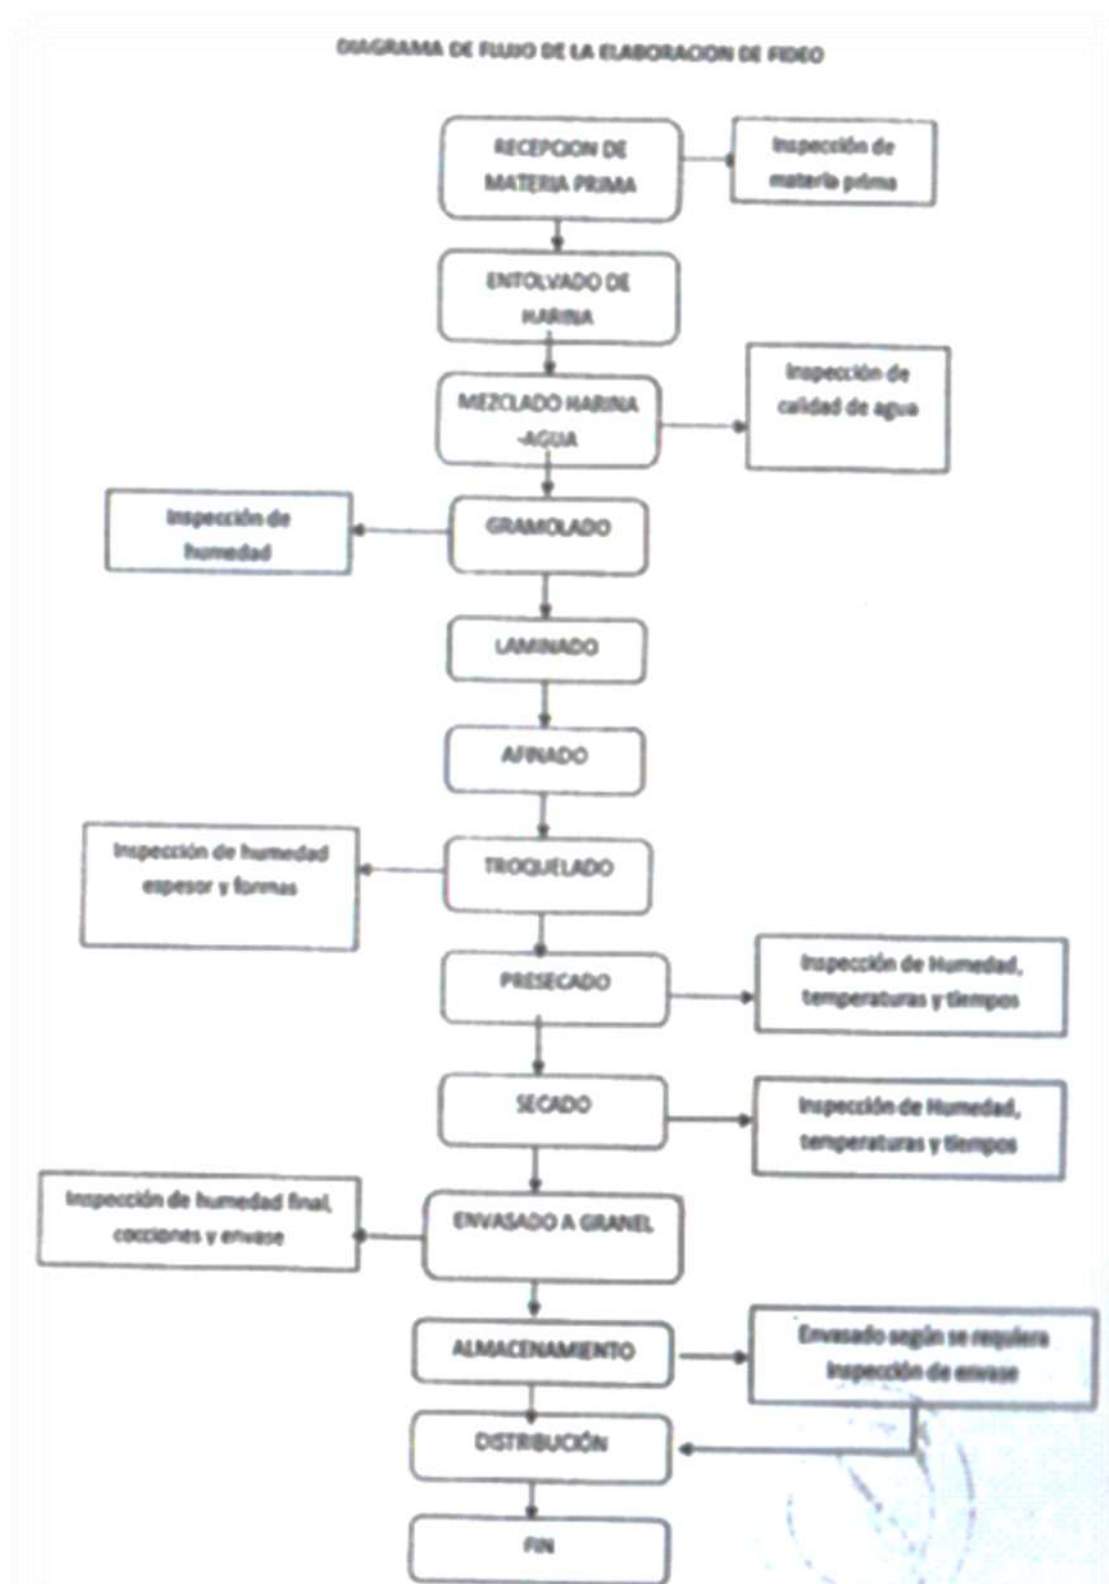 DIAGRAMA DE FLUJO DE LA ELABORACION DE FIDEO
RECEPCION DE
MATERIA PRIMA
Inspección de
materia prima
ENTOLVADO DE
HARINA
MEZCLADO HARINA
-AGUA
Inspección de
calidad de agua
Inspección de
humedad
GRAMOLADO
LAMINADO
AFINADO
Inspección de humedad
espesor y formas
TROQUELADO
PRESECADO
Inspección de Humedad,
temperaturas y tiempos
SECADO
Inspección de Humedad,
temperaturas y tiempos
Inspección de humedad final,
cocciones y envase
ENVASADO A GRANEL
ALMACENAMIENTO
Envasado según se requiera
Inspección de envase
DISTRIBUCIÓN
FIN